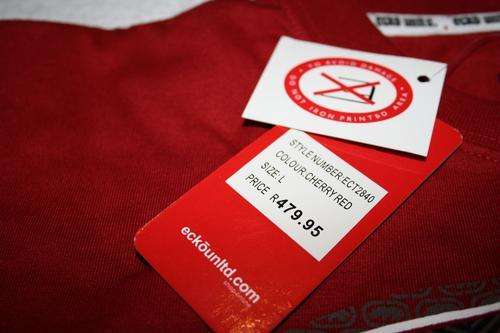 TO AVOID DAMAGE
DO NOT IRON PRINTED AREA
STYLE NUMBER:ECT2840
COLOUR:CHERRY RED
SIZE: L
PRICE R479.95
eckōunltd.com